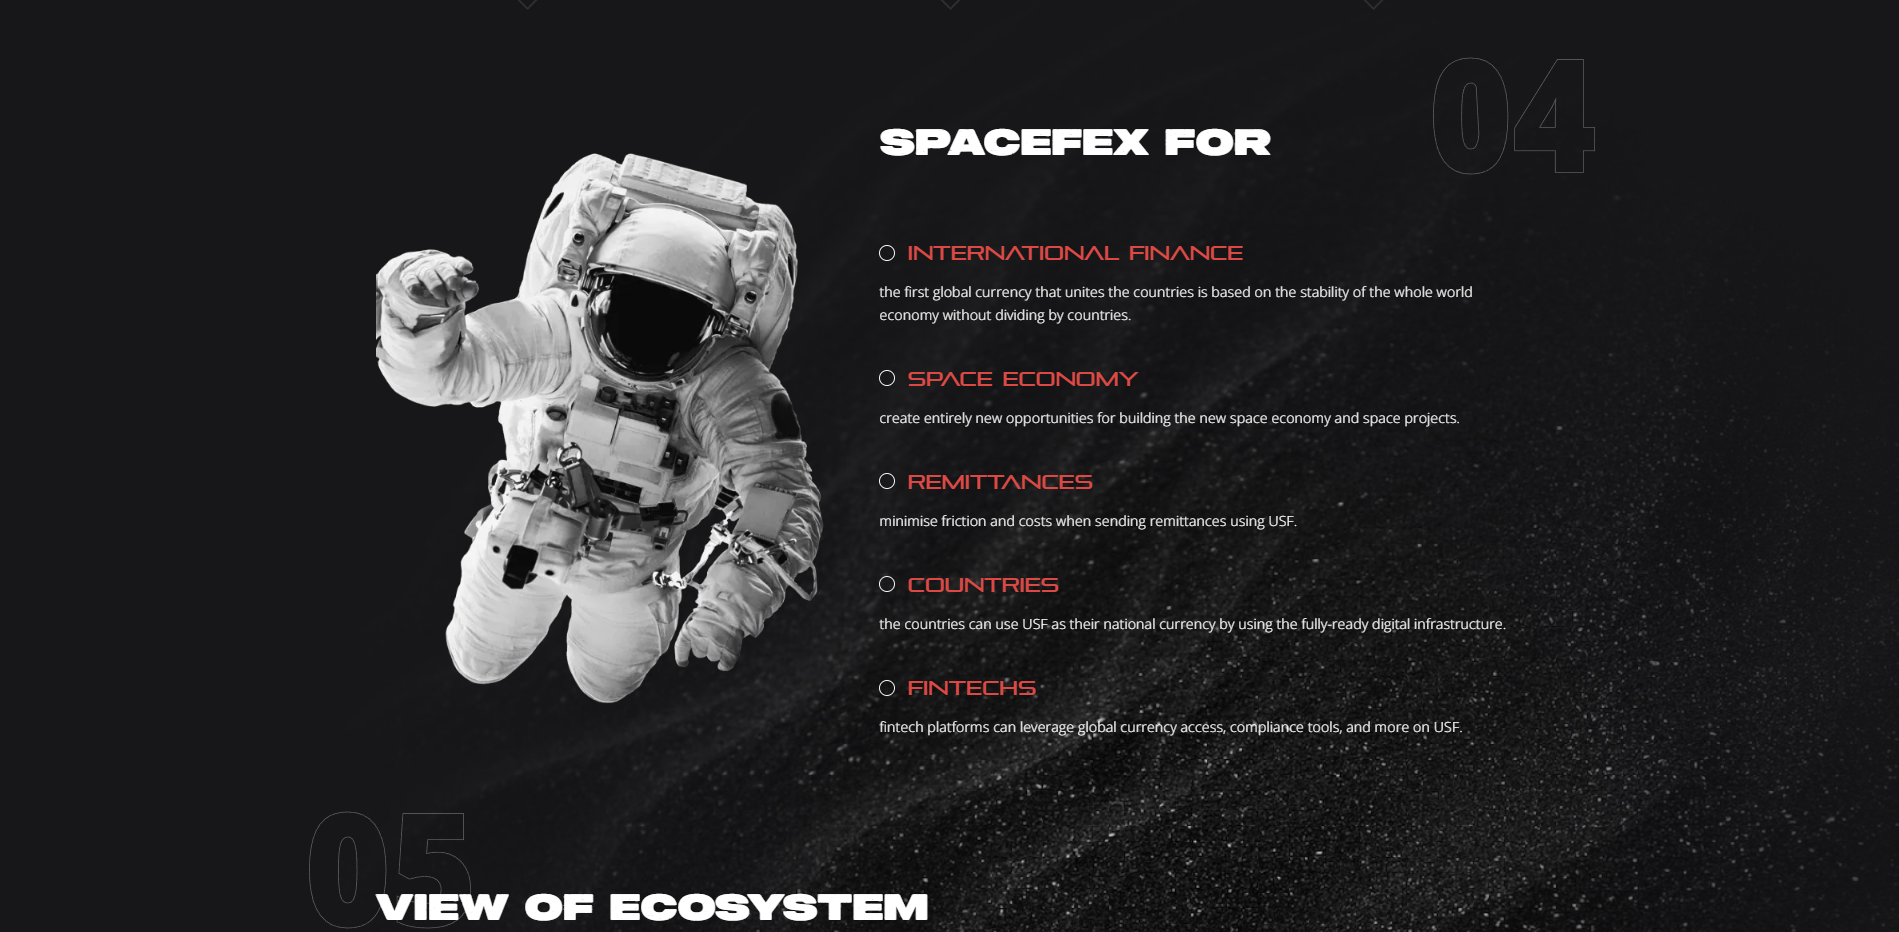 04
SPACEFEX FOR
INTERNATIONAL FINANCE
the first global currency that unites the countries is based on the stability of the whole world
economy without dividing by countries.
SPACE ECONOMY
create entirely new opportunities for building the new space economy and space projects.
REMITTANCES
minimise friction and costs when sending remittances using USF.
COUNTRIES
the countries can use USF as their national currency by using the fully-ready digital infrastructure.
FINTECHS
fintech platforms can leverage global currency access, compliance tools, and more on USF.
05
VIEW OF ECOSYSTEM